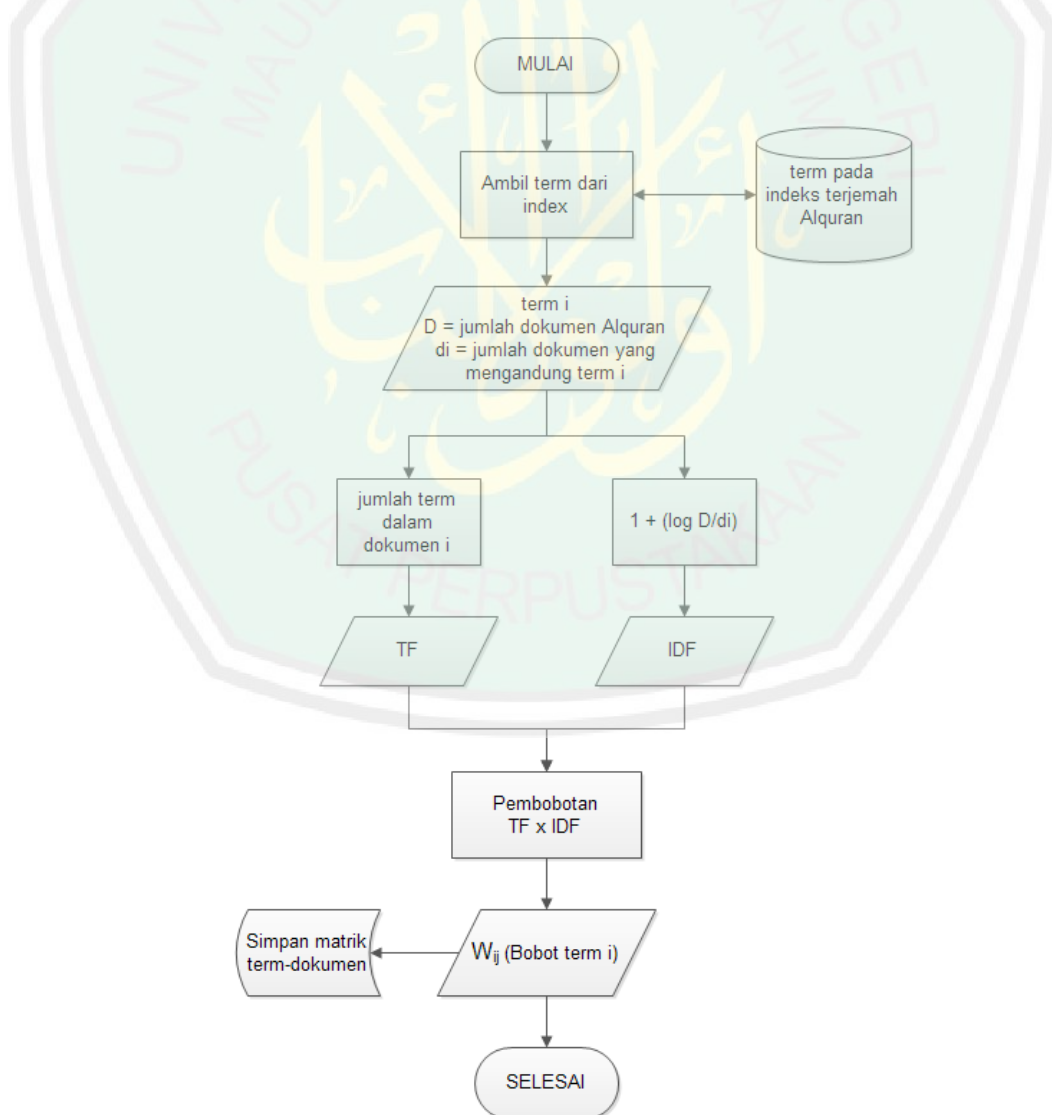 MULAI
Ambil term dari
index
term pada
indeks terjemah
Alquran
term i
D = jumlah dokumen Alquran
di = jumlah dokumen yang
mengandung term i
jumlah term
dalam
dokumen i
1 + (log D/di)
TF
IDF
Pembobotan
TF x IDF
Simpan matrik
term-dokumen
Wij (Bobot term i)
SELESAI
PUSAT PERPUSTAKAAN